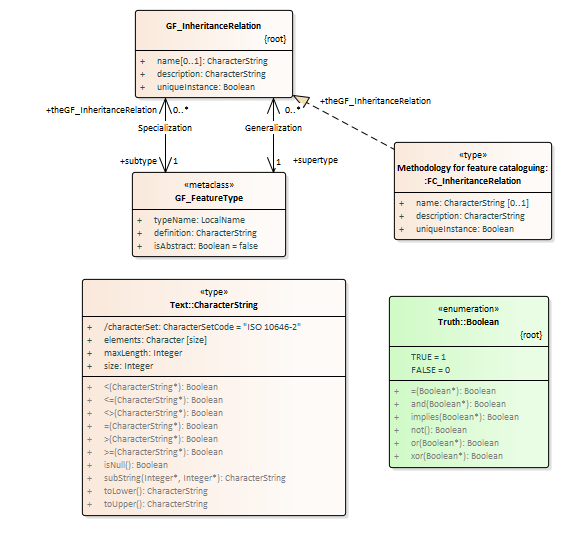 GF_InheritanceRelation
{root}
+ name[0..1]: CharacterString
+ description: CharacterString
+ uniqueInstance: Boolean
+theGF_InheritanceRelation
0..*
0..*
+theGF_InheritanceRelation
Specialization
Generalization
+subtype
1
1
+supertype
«metaclass»
GF_FeatureType
+ typeName: LocalName
+ definition: CharacterString
+ isAbstract: Boolean = false
«type»
Methodology for feature cataloguing:
:FC_InheritanceRelation
+ name: CharacterString [0..1]
+ description: CharacterString
+ uniqueInstance: Boolean
«type»
Text::CharacterString
+ /characterSet: CharacterSetCode = "ISO 10646-2"
+ elements: Character [size]
+ maxLength: Integer
+ size: Integer
+ <(CharacterString*): Boolean
+ <=(CharacterString*): Boolean
+ <>(CharacterString*): Boolean
+ =(CharacterString*): Boolean
+ >(CharacterString*): Boolean
+ >=(CharacterString*): Boolean
+ isNull(): Boolean
+ subString(Integer*, Integer*): CharacterString
+ toLower(): CharacterString
+ toUpper(): CharacterString
«enumeration»
Truth::Boolean
{root}
TRUE = 1
FALSE = 0
+ =(Boolean*): Boolean
+ and(Boolean*): Boolean
+ implies(Boolean*): Boolean
+ not(): Boolean
+ or(Boolean*): Boolean
+ xor(Boolean*): Boolean